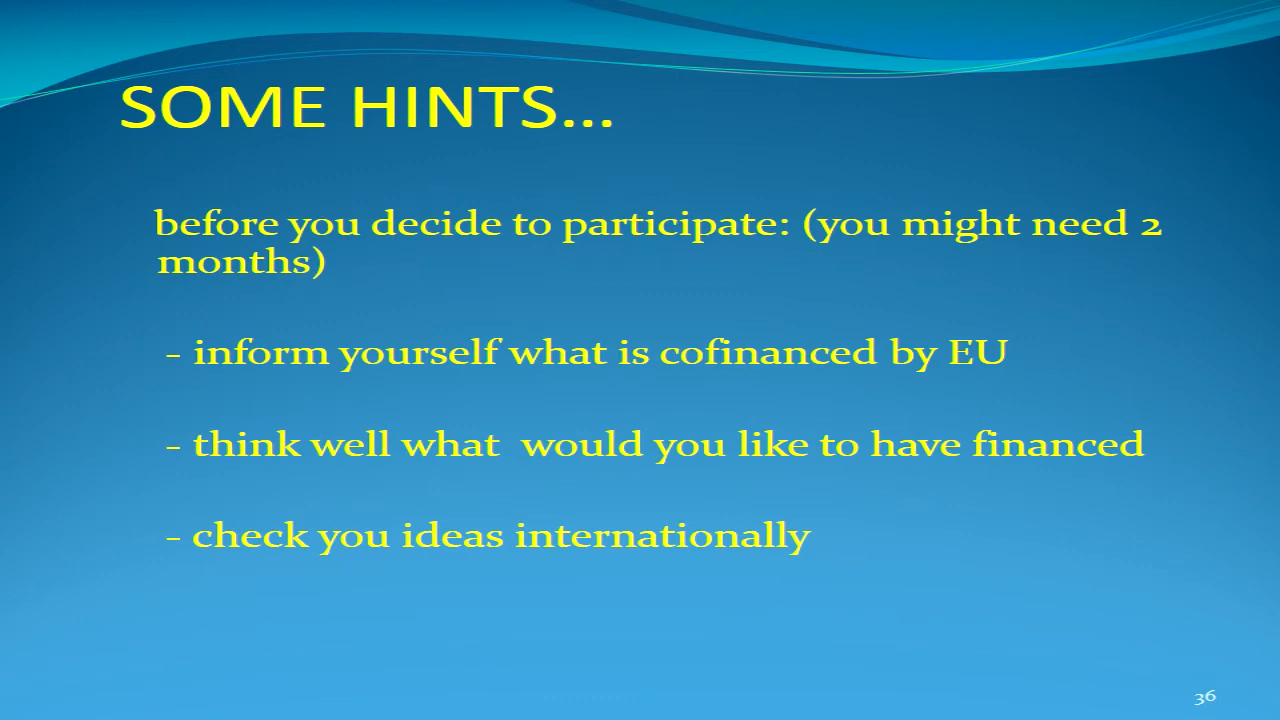 SOME HINTS...
before you decide to participate: (you might need 2
months)
- inform yourself what is cofinanced by EU
- think well what  would you like to have financed
- check you ideas internationally
36